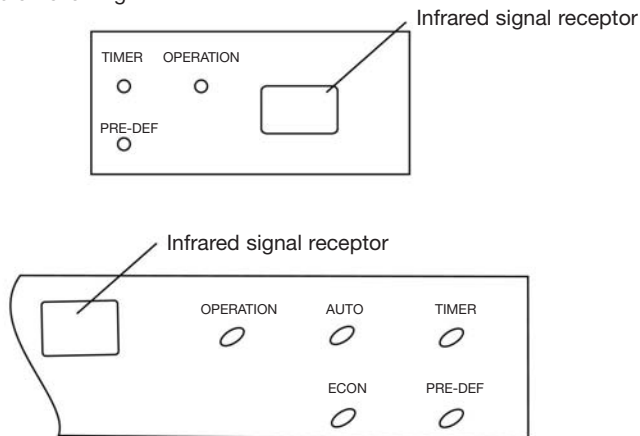 Infrared signal receptor
TIMER OPERATION
PRE-DEF
Infrared signal receptor
OPERATION AUTO TIMER
ECON PRE-DEF